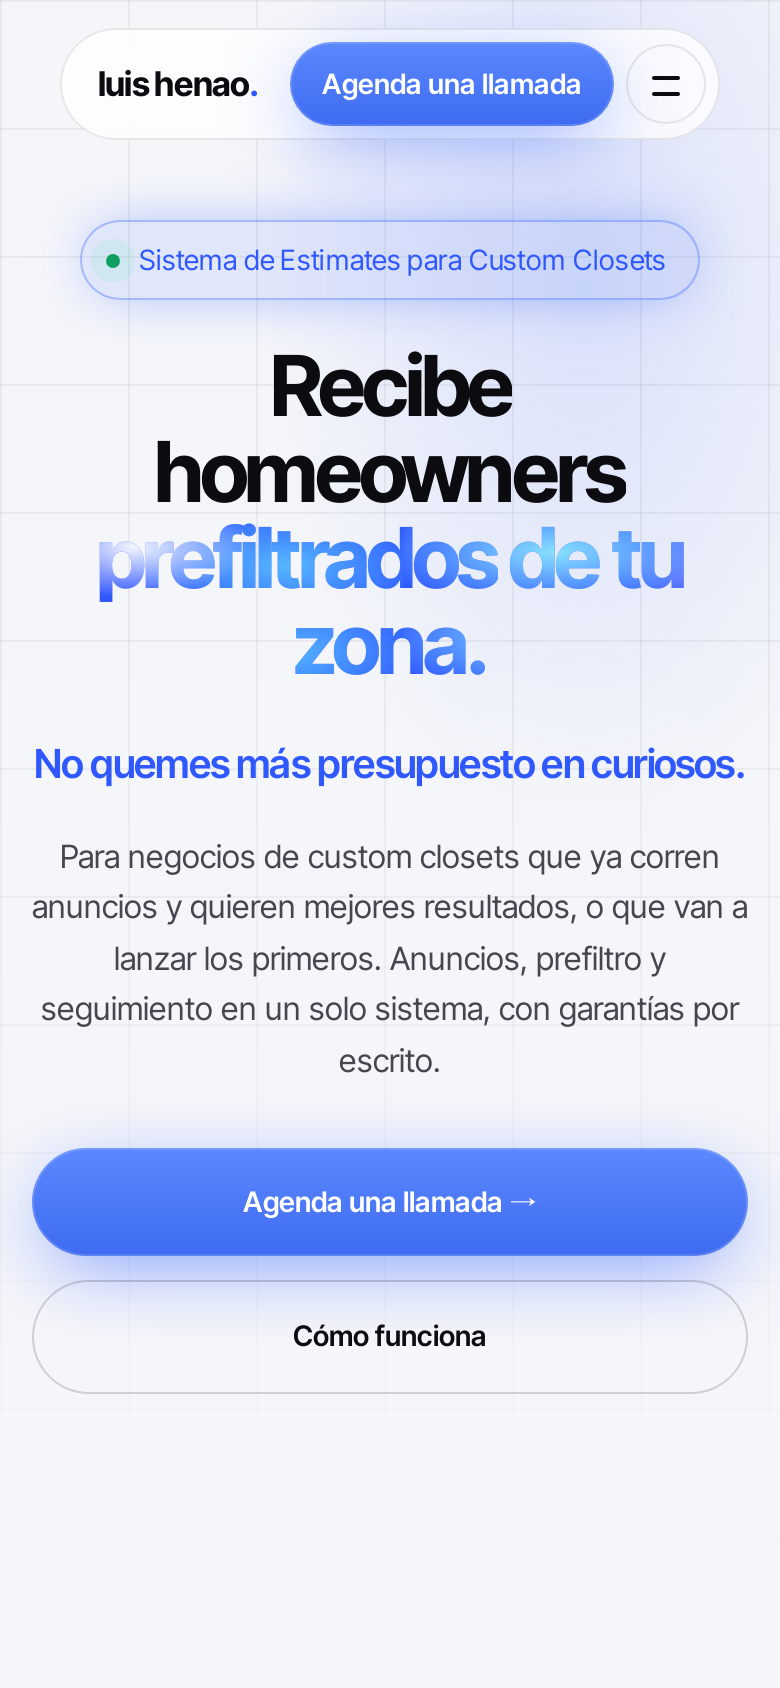 luis henao.
Agenda una llamada
Sistema de Estimates para Custom Closets
Recibe
homeowners
prefiltrados de tu
zona.
No quemes más presupuesto en curiosos.
Para negocios de custom closets que ya corren
anuncios y quieren mejores resultados, o que van a
lanzar los primeros. Anuncios, prefiltro y
seguimiento en un solo sistema, con garantías por
escrito.
Agenda una llamada →
Cómo funciona